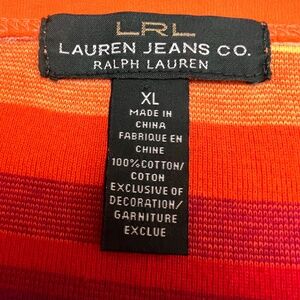 LRL
LAUREN JEANS CO.
RALPH LAUREN
XL
MADE IN
CHINA
FABRIQUE EN
CHINE
100%COTTON/
COTON
EXCLUSIVE OF
DECORATION/
GARNITURE
EXCLUE